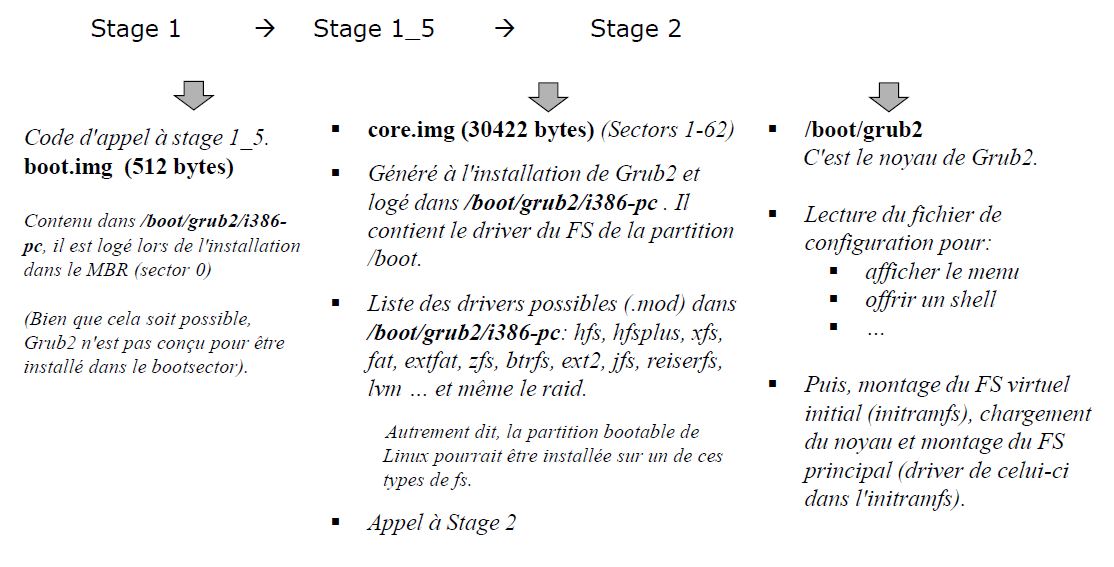 Stage 1 → Stage 1_5 → Stage 2
Code d'appel à stage 1_5.
boot.img (512 bytes)
Contenu dans /boot/grub2/i386-
pc, il est logé lors de l'installation
dans le MBR (sector 0)
(Bien que cela soit possible,
Grub2 n'est pas conçu pour être
installé dans le bootsector).
▪ core.img (30422 bytes) (Sectors 1-62)
▪ Généré à l'installation de Grub2 et
logé dans /boot/grub2/i386-pc . Il
contient le driver du FS de la partition
/boot.
▪ Liste des drivers possibles (.mod) dans
/boot/grub2/i386-pc: hfs, hfsplus, xfs,
fat, extfat, zfs, btrfs, ext2, jfs, reiserfs,
lvm … et même le raid.
Autrement dit, la partition bootable de
Linux pourrait être installée sur un de ces
types de fs.
▪ Appel à Stage 2
▪ /boot/grub2
C'est le noyau de Grub2.
▪ Lecture du fichier de
configuration pour:
▪ afficher le menu
▪ offrir un shell
▪ …
▪ Puis, montage du FS virtuel
initial (initramfs), chargement
du noyau et montage du FS
principal (driver de celui-ci
dans l'initramfs).